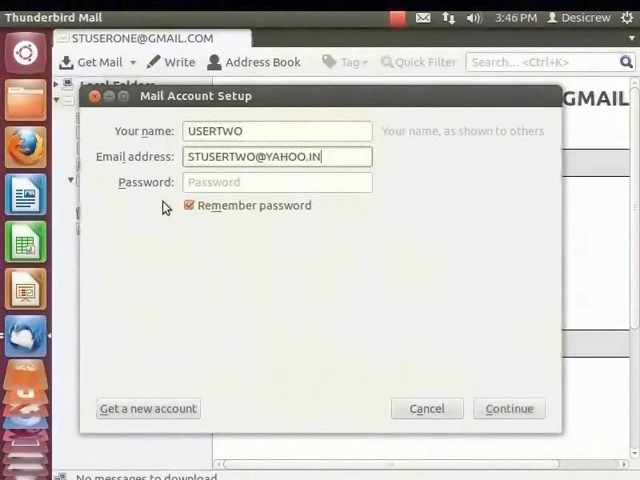 Thunderbird Mail
3:46 PM
Desicrew
STUSERONE@GMAIL.COM
Get Mail
Write
Address Book
Tag
Quick Filter
Search... <Ctrl+K>
Local Folders
Mail Account Setup
GMAIL
Your name: USERTWO Your name, as shown to others
Email address: STUSERTWO@YAHOO.IN
Password: Password
Remember password
Get a new account
Cancel
Continue
No messages to download